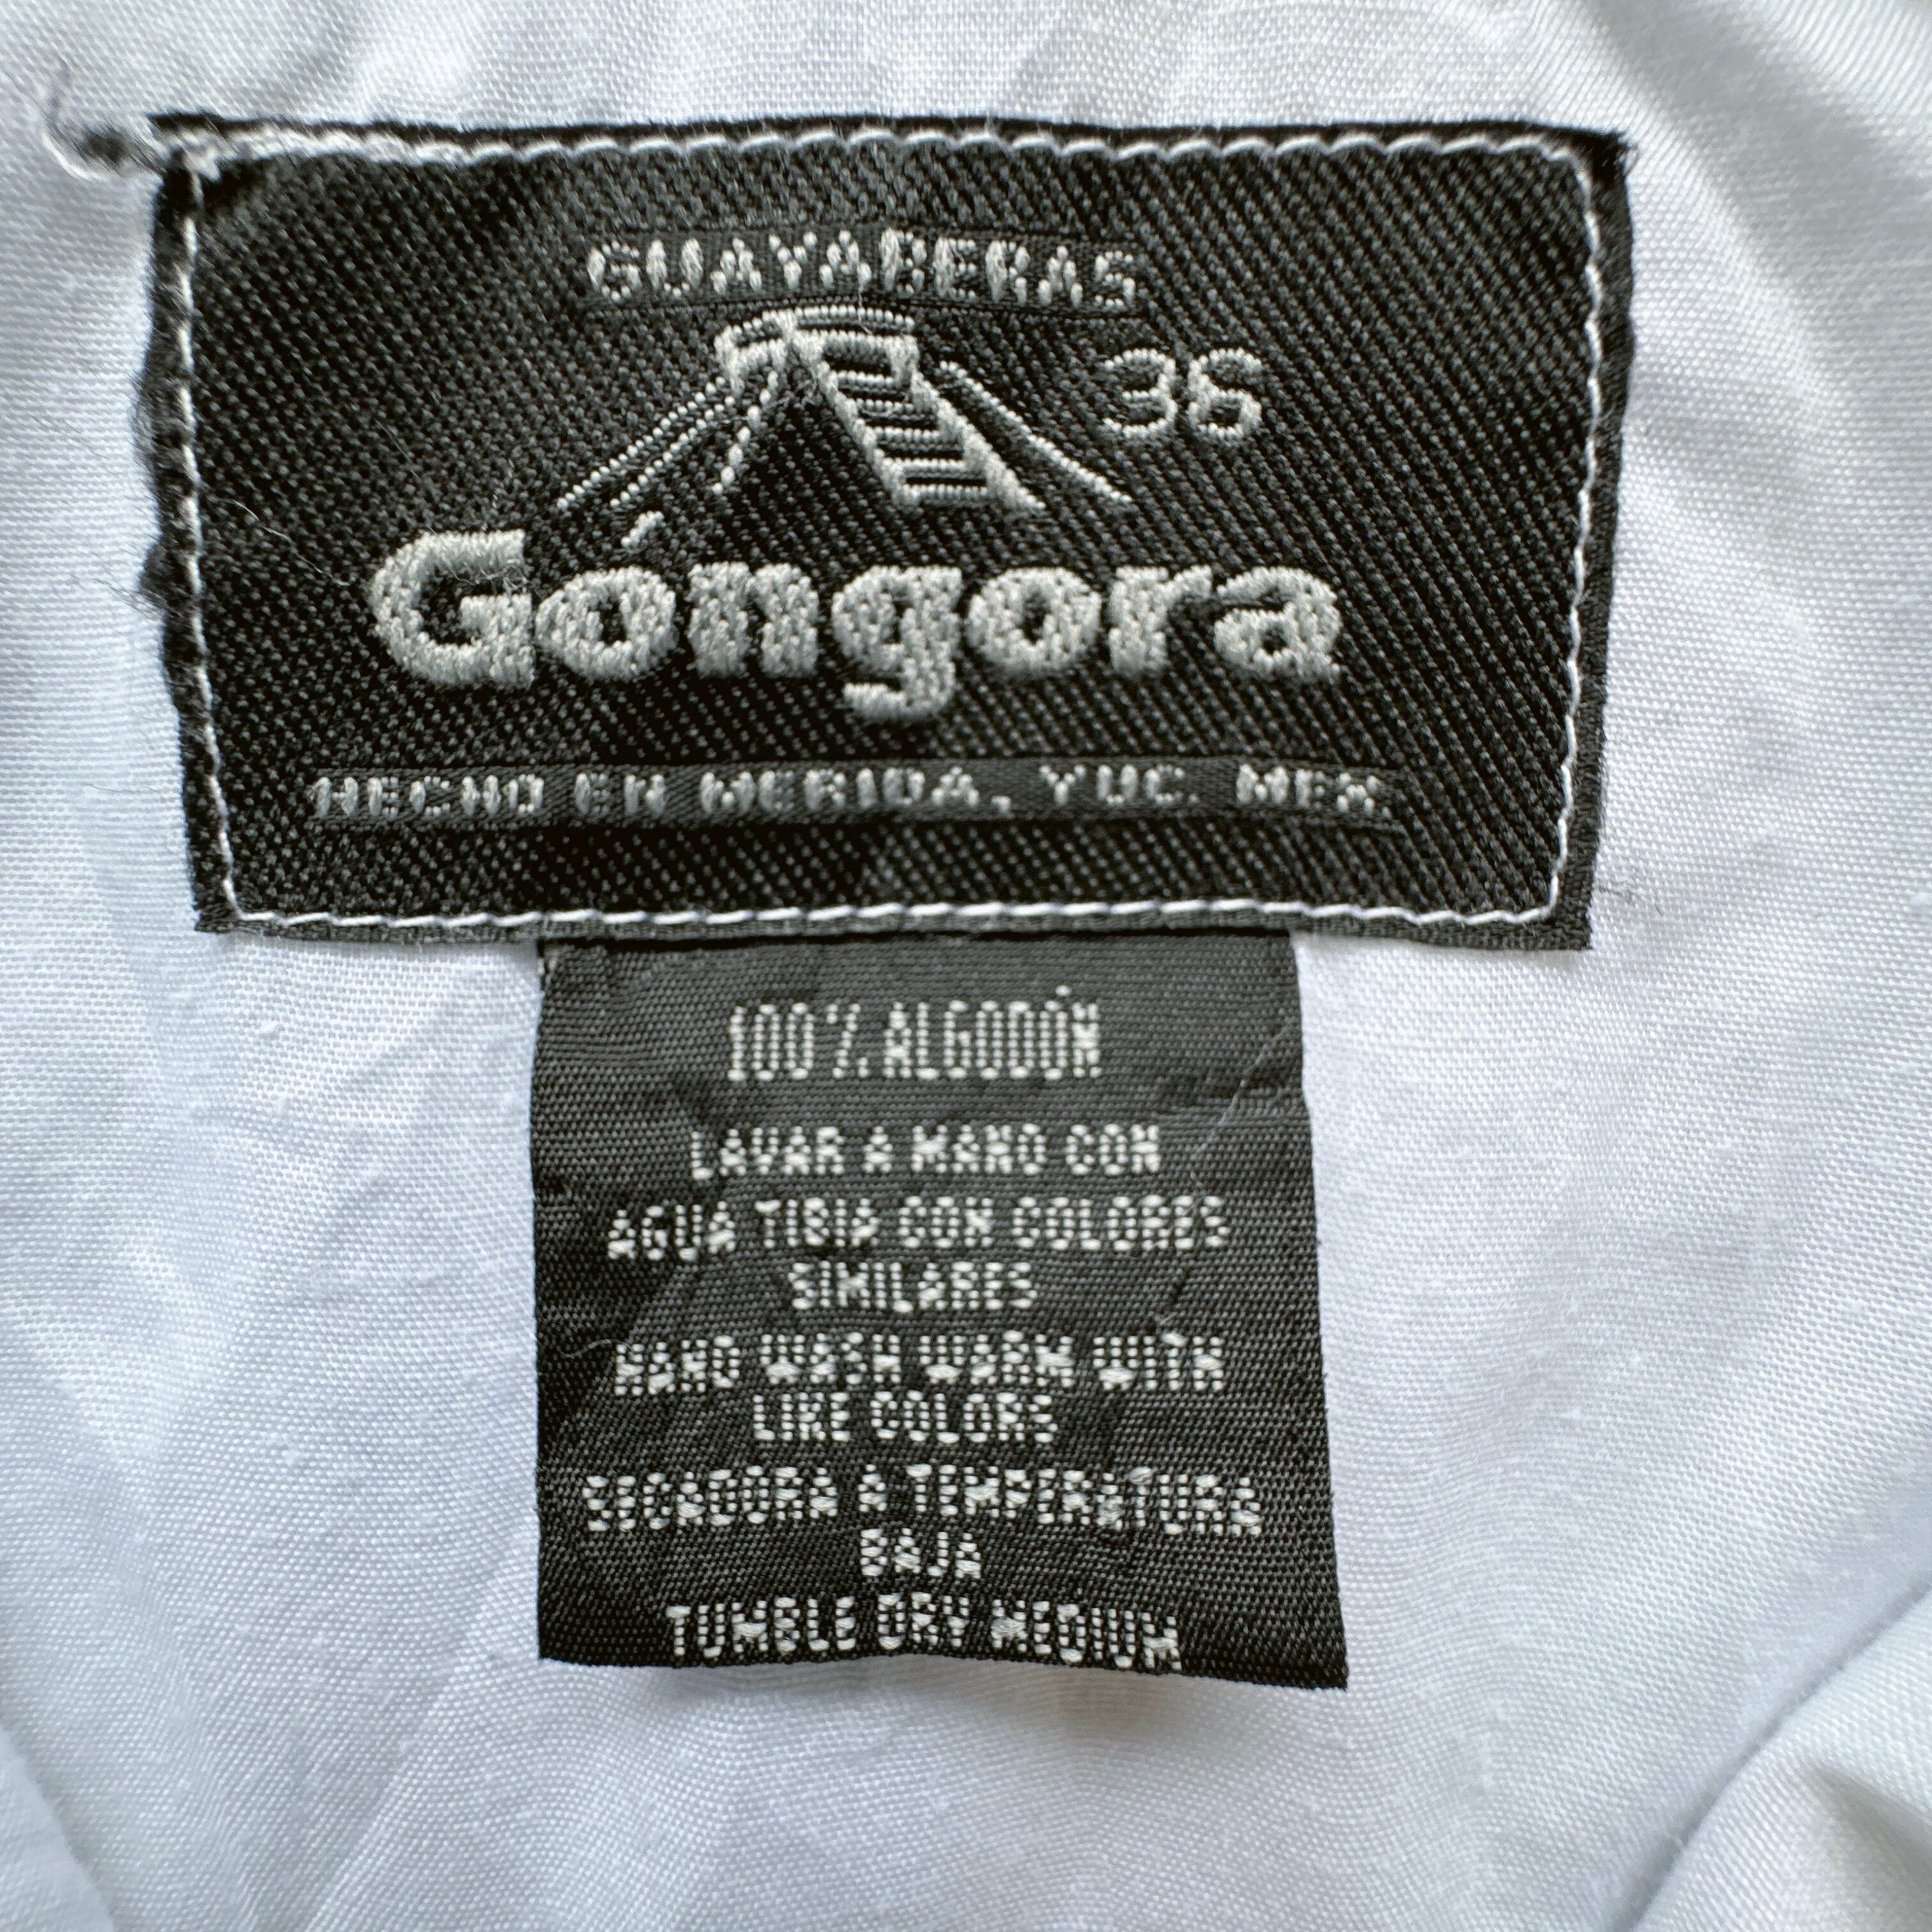 GUAYABERAS
36
Góngora
HECHO EN MERIDA, YUC. MEX
100% ALGODÓN
LAVAR A MANO CON
AGUA TIBIA CON COLORES
SIMILARES
HAND WASH WARM WITH
LIKE COLORS
SECADORA A TEMPERATURA
BAJA
TUMBLE DRY MEDIUM